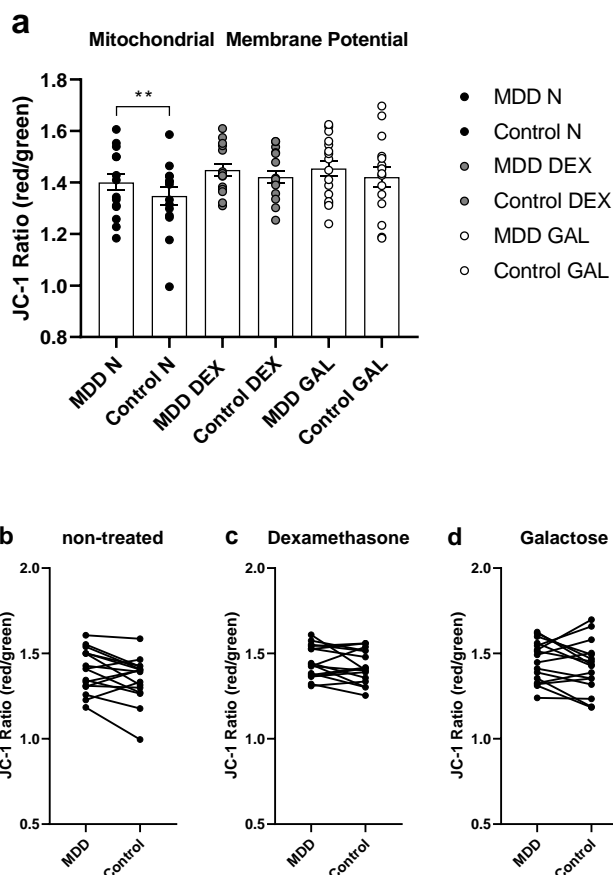 a
Mitochondrial Membrane Potential
JC-1 Ratio (red/green)
1.8
1.6
1.4
1.2
1.0
0.8
**
MDD N
Control N
MDD DEX
Control DEX
MDD GAL
Control GAL
MDD N
Control N
MDD DEX
Control DEX
MDD GAL
Control GAL
b
non-treated
JC-1 Ratio (red/green)
2.0
1.5
1.0
0.5
MDD
Control
c
Dexamethasone
JC-1 Ratio (red/green)
2.0
1.5
1.0
0.5
MDD
Control
d
Galactose
JC-1 Ratio (red/green)
2.0
1.5
1.0
0.5
MDD
Control